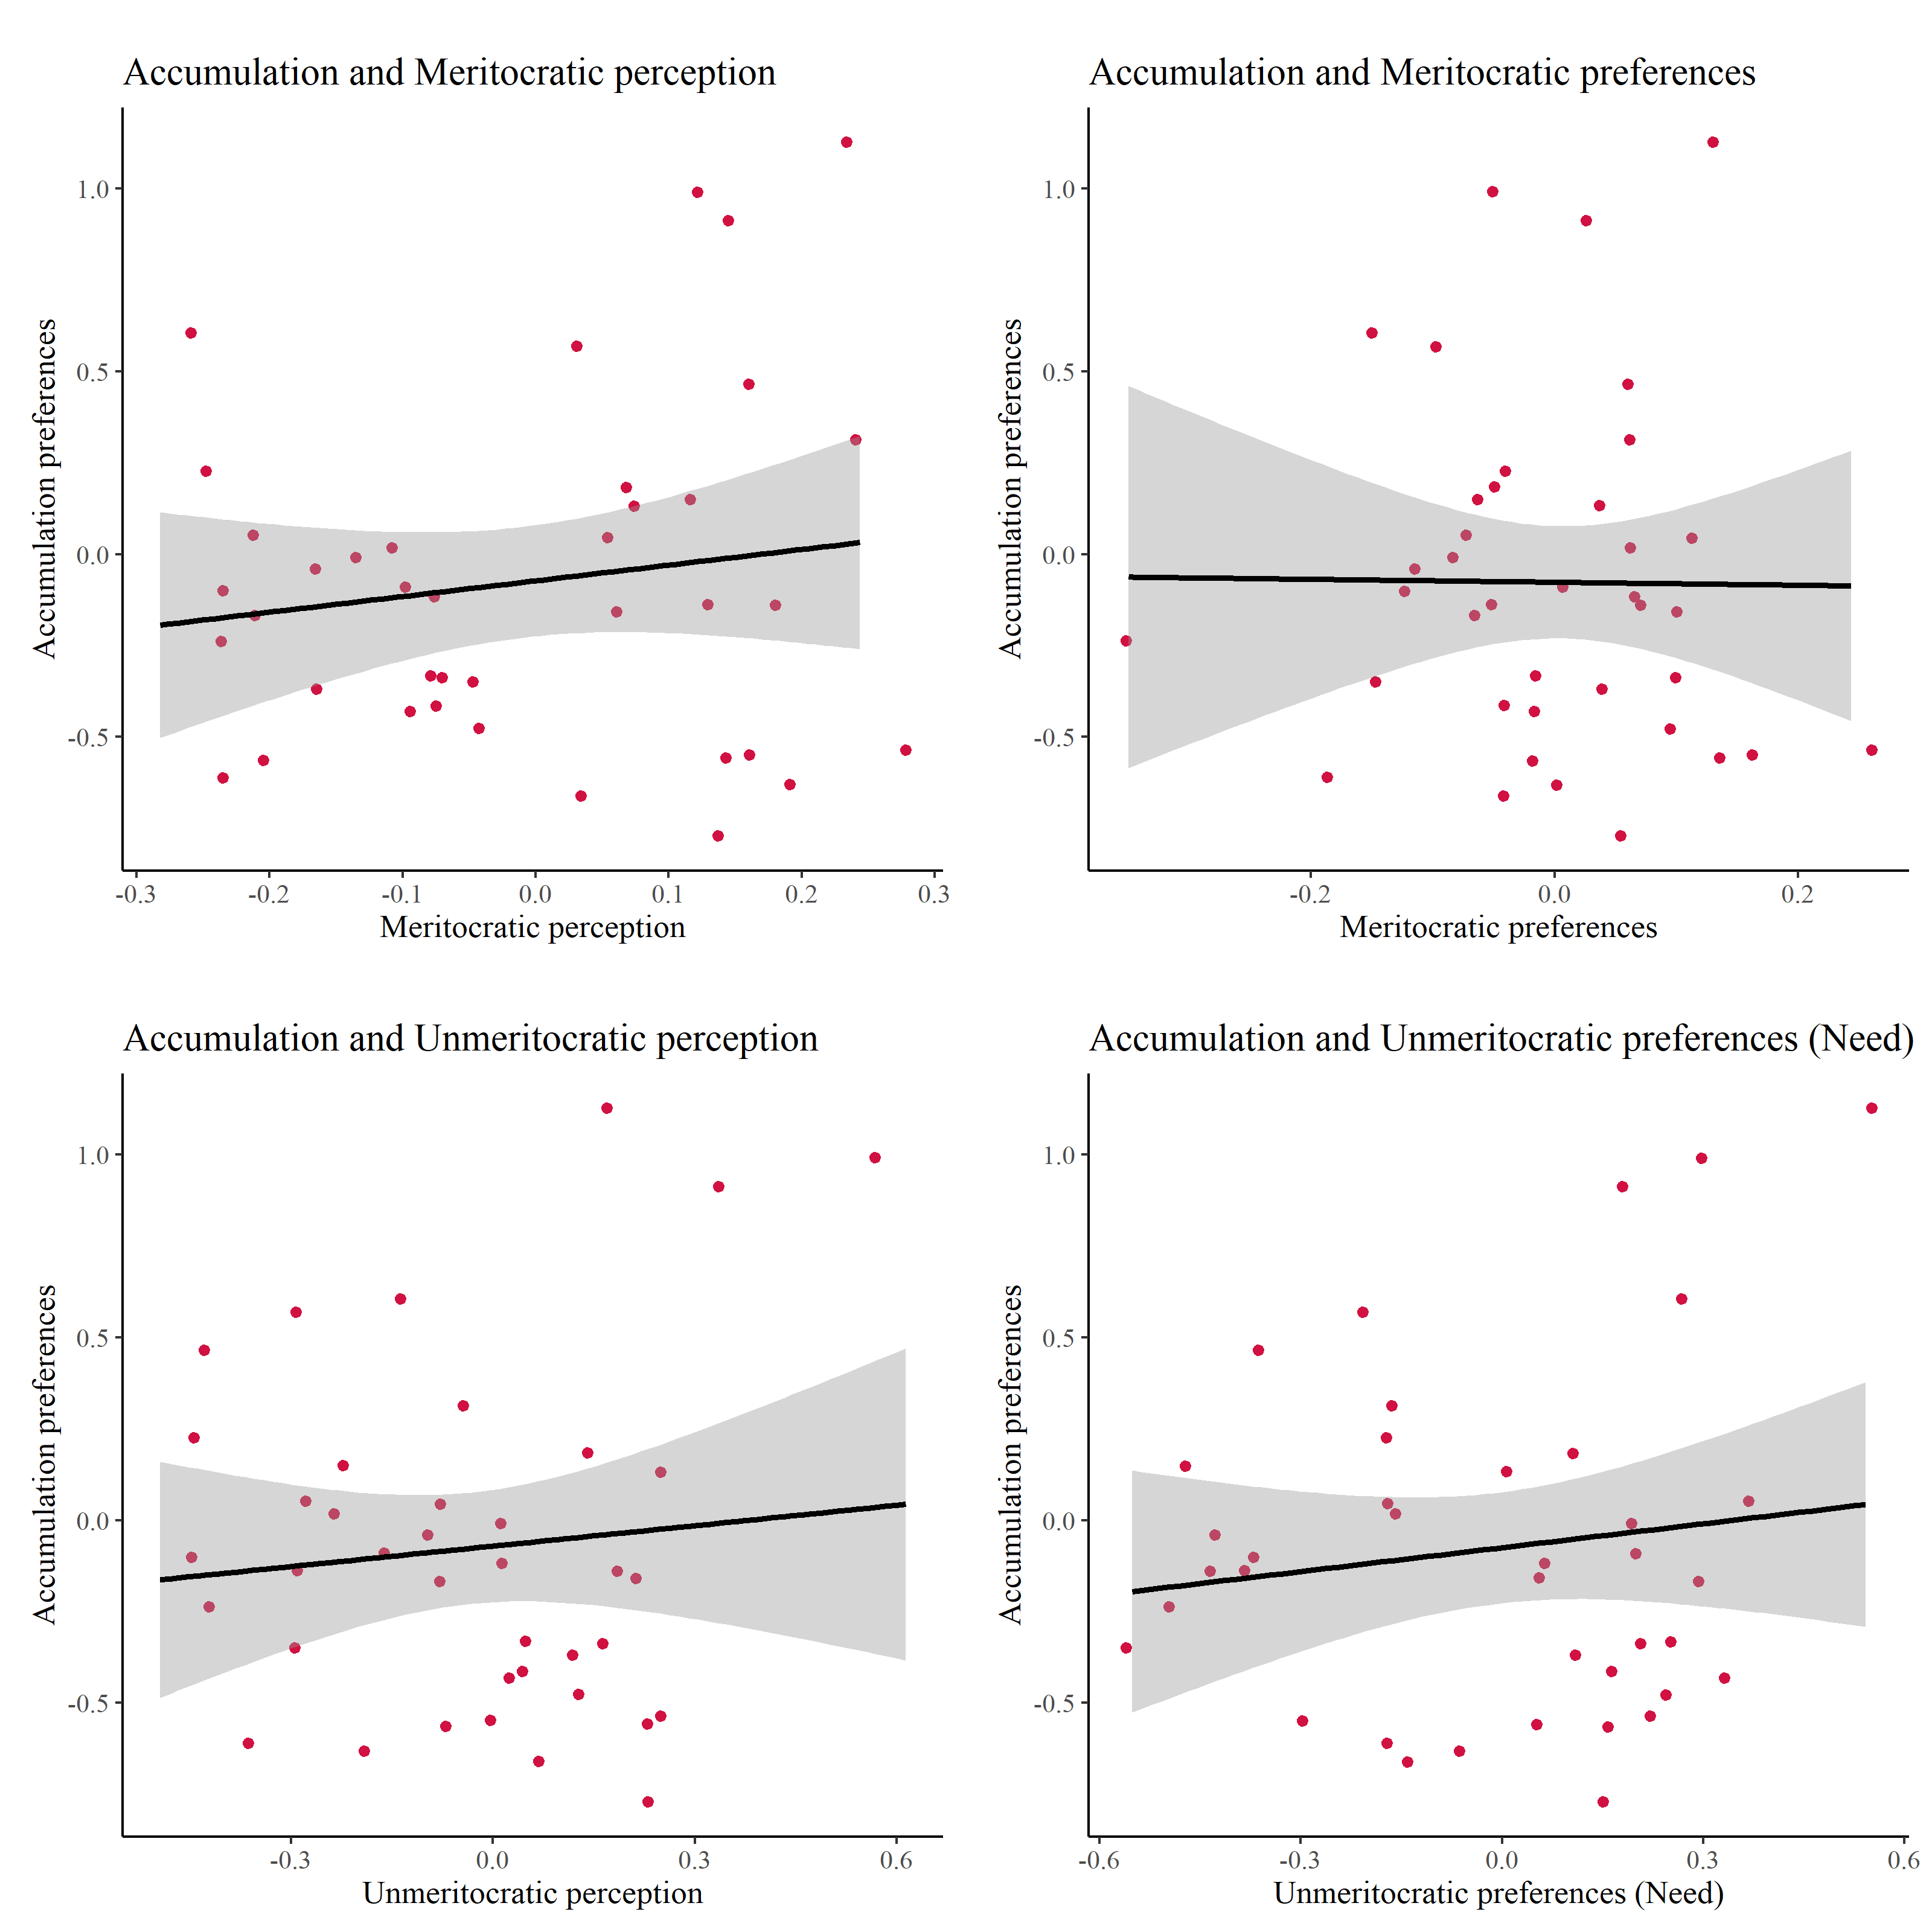 Accumulation and Meritocratic perception
Accumulation preferences
1.0
0.5
0.0
-0.5
-0.3 -0.2 -0.1 0.0 0.1 0.2 0.3
Meritocratic perception
Accumulation and Meritocratic preferences
Accumulation preferences
1.0
0.5
0.0
-0.5
-0.2 0.0 0.2
Meritocratic preferences
Accumulation and Unmeritocratic perception
Accumulation preferences
1.0
0.5
0.0
-0.5
-0.3 0.0 0.3 0.6
Unmeritocratic perception
Accumulation and Unmeritocratic preferences (Need)
Accumulation preferences
1.0
0.5
0.0
-0.5
-0.6 -0.3 0.0 0.3 0.6
Unmeritocratic preferences (Need)